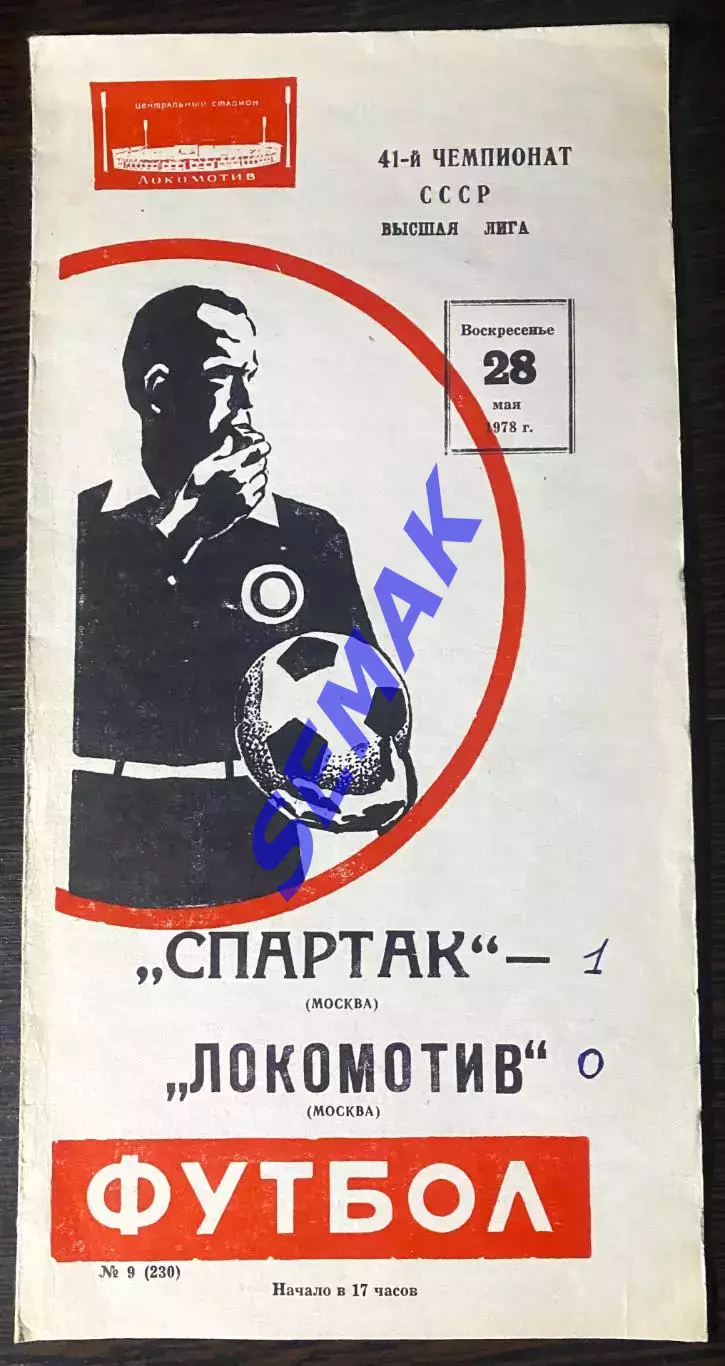 ЦЕНТРАЛЬНЫЙ СТАДИОН
ЛОКОМОТИВ
41-й ЧЕМПИОНАТ
СССР
ВЫСШАЯ ЛИГА
Воскресенье
28
мая
1978 г.
SEMAK
„СПАРТАК“ — 1
(МОСКВА)
„ЛОКОМОТИВ“ 0
(МОСКВА)
ФУТБОЛ
№ 9 (230)
Начало в 17 часов